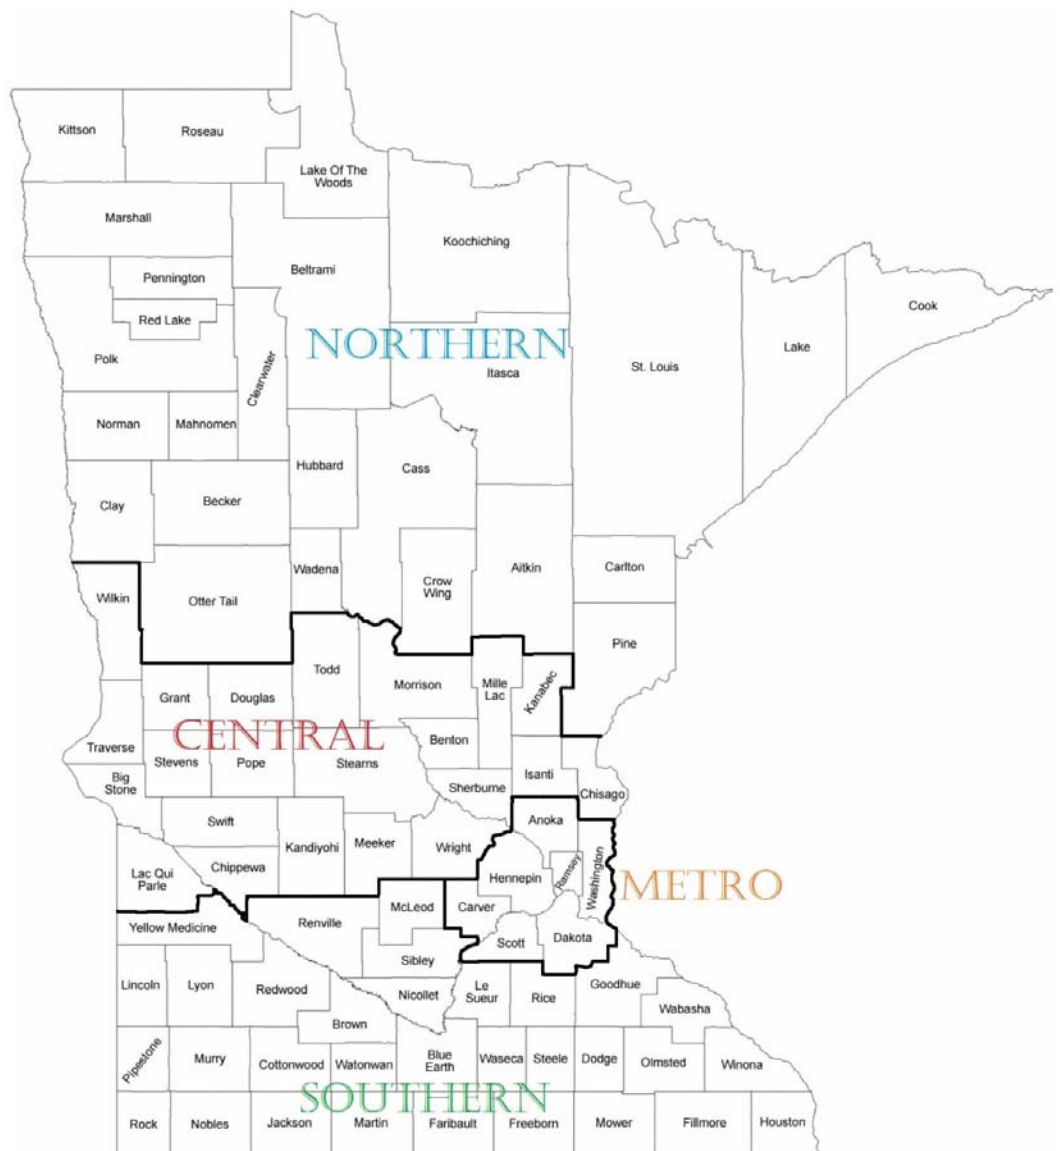 Kittson
Roseau
Lake Of The
Woods
Marshall
Koochiching
Beltrami
Pennington
Red Lake
Cook
NORTHERN
Polk
Clearwater
Itasca
St. Louis
Lake
Norman
Mahnomen
Hubbard
Cass
Clay
Becker
Wadena
Crow
Wing
Aitkin
Carlton
Wilkin
Otter Tail
Pine
Todd
Grant
Douglas
Morrison
Mille
Lac
Kanabec
CENTRAL
Traverse
Benton
Stevens
Pope
Stearns
Big
Stone
Sherburne
Isanti
Chisago
Swift
Anoka
Kandiyohi
Meeker
Wright
Chippewa
Lac Qui
Parle
Hennepin
Ramsey
Washington
METRO
McLeod
Carver
Yellow Medicine
Renville
Scott
Dakota
Sibley
Lincoln
Lyon
Redwood
Nicollet
Le
Sueur
Rice
Goodhue
Wabasha
Brown
Pipestone
Murry
Cottonwood
Watonwan
Blue
Earth
Waseca
Steele
Dodge
Olmsted
Winona
SOUTHERN
Rock
Nobles
Jackson
Martin
Faribault
Freeborn
Mower
Fillmore
Houston